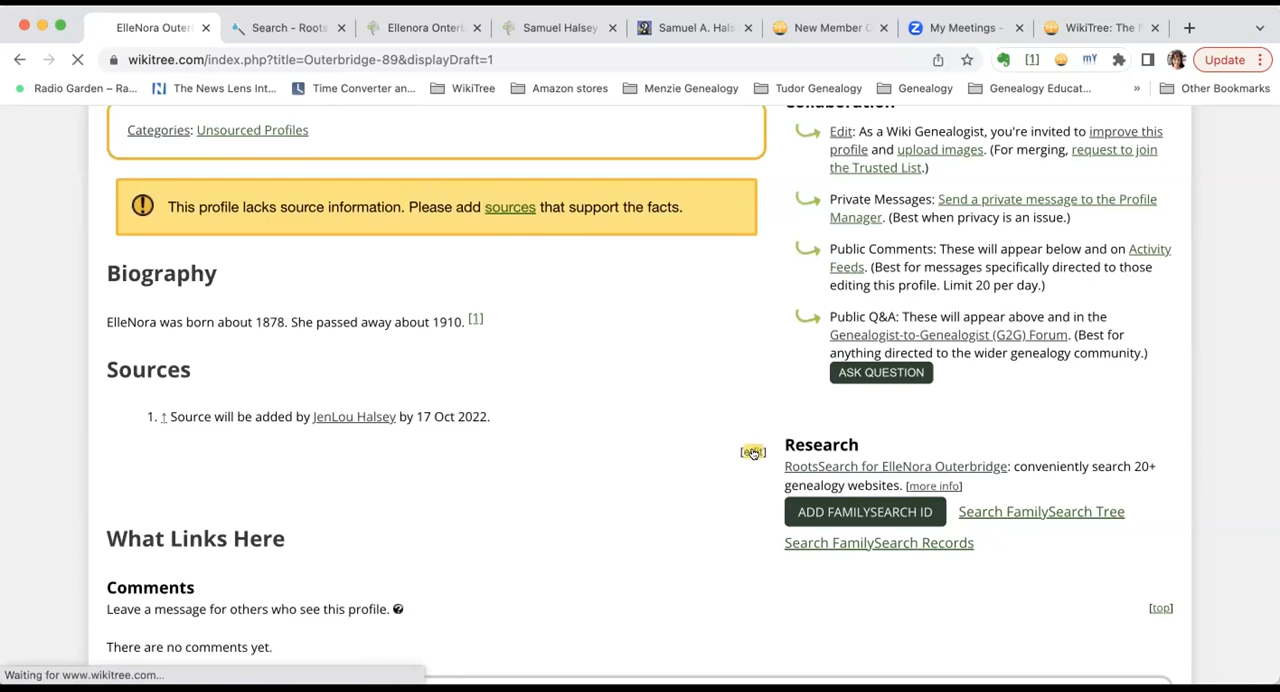 ElleNora Outer
Search - Roots
Ellenora Onterl
Samuel Halsey
Samuel A. Hals
New Member C
My Meetings -
WikiTree: The F
Update
wikitree.com/index.php?title=Outerbridge-89&displayDraft=1
Radio Garden – Ra...
The News Lens Int...
Time Converter an...
WikiTree
Amazon stores
Menzie Genealogy
Tudor Genealogy
Genealogy
Genealogy Educat...
»
Other Bookmarks
Categories: Unsourced Profiles
This profile lacks source information. Please add sources that support the facts.
Biography
ElleNora was born about 1878. She passed away about 1910. [1]
Sources
1. ↑ Source will be added by JenLou Halsey by 17 Oct 2022.
What Links Here
Comments
Leave a message for others who see this profile.
There are no comments yet.
Waiting for www.wikitree.com...
Collaboration
Edit: As a Wiki Genealogist, you're invited to improve this
profile and upload images. (For merging, request to join
the Trusted List.)
Private Messages: Send a private message to the Profile
Manager. (Best when privacy is an issue.)
Public Comments: These will appear below and on Activity
Feeds. (Best for messages specifically directed to those
editing this profile. Limit 20 per day.)
Public Q&A: These will appear above and in the
Genealogist-to-Genealogist (G2G) Forum. (Best for
anything directed to the wider genealogy community.)
ASK QUESTION
Research
RootsSearch for ElleNora Outerbridge: conveniently search 20+
genealogy websites. [more info]
ADD FAMILYSEARCH ID
Search FamilySearch Tree
Search FamilySearch Records
[top]